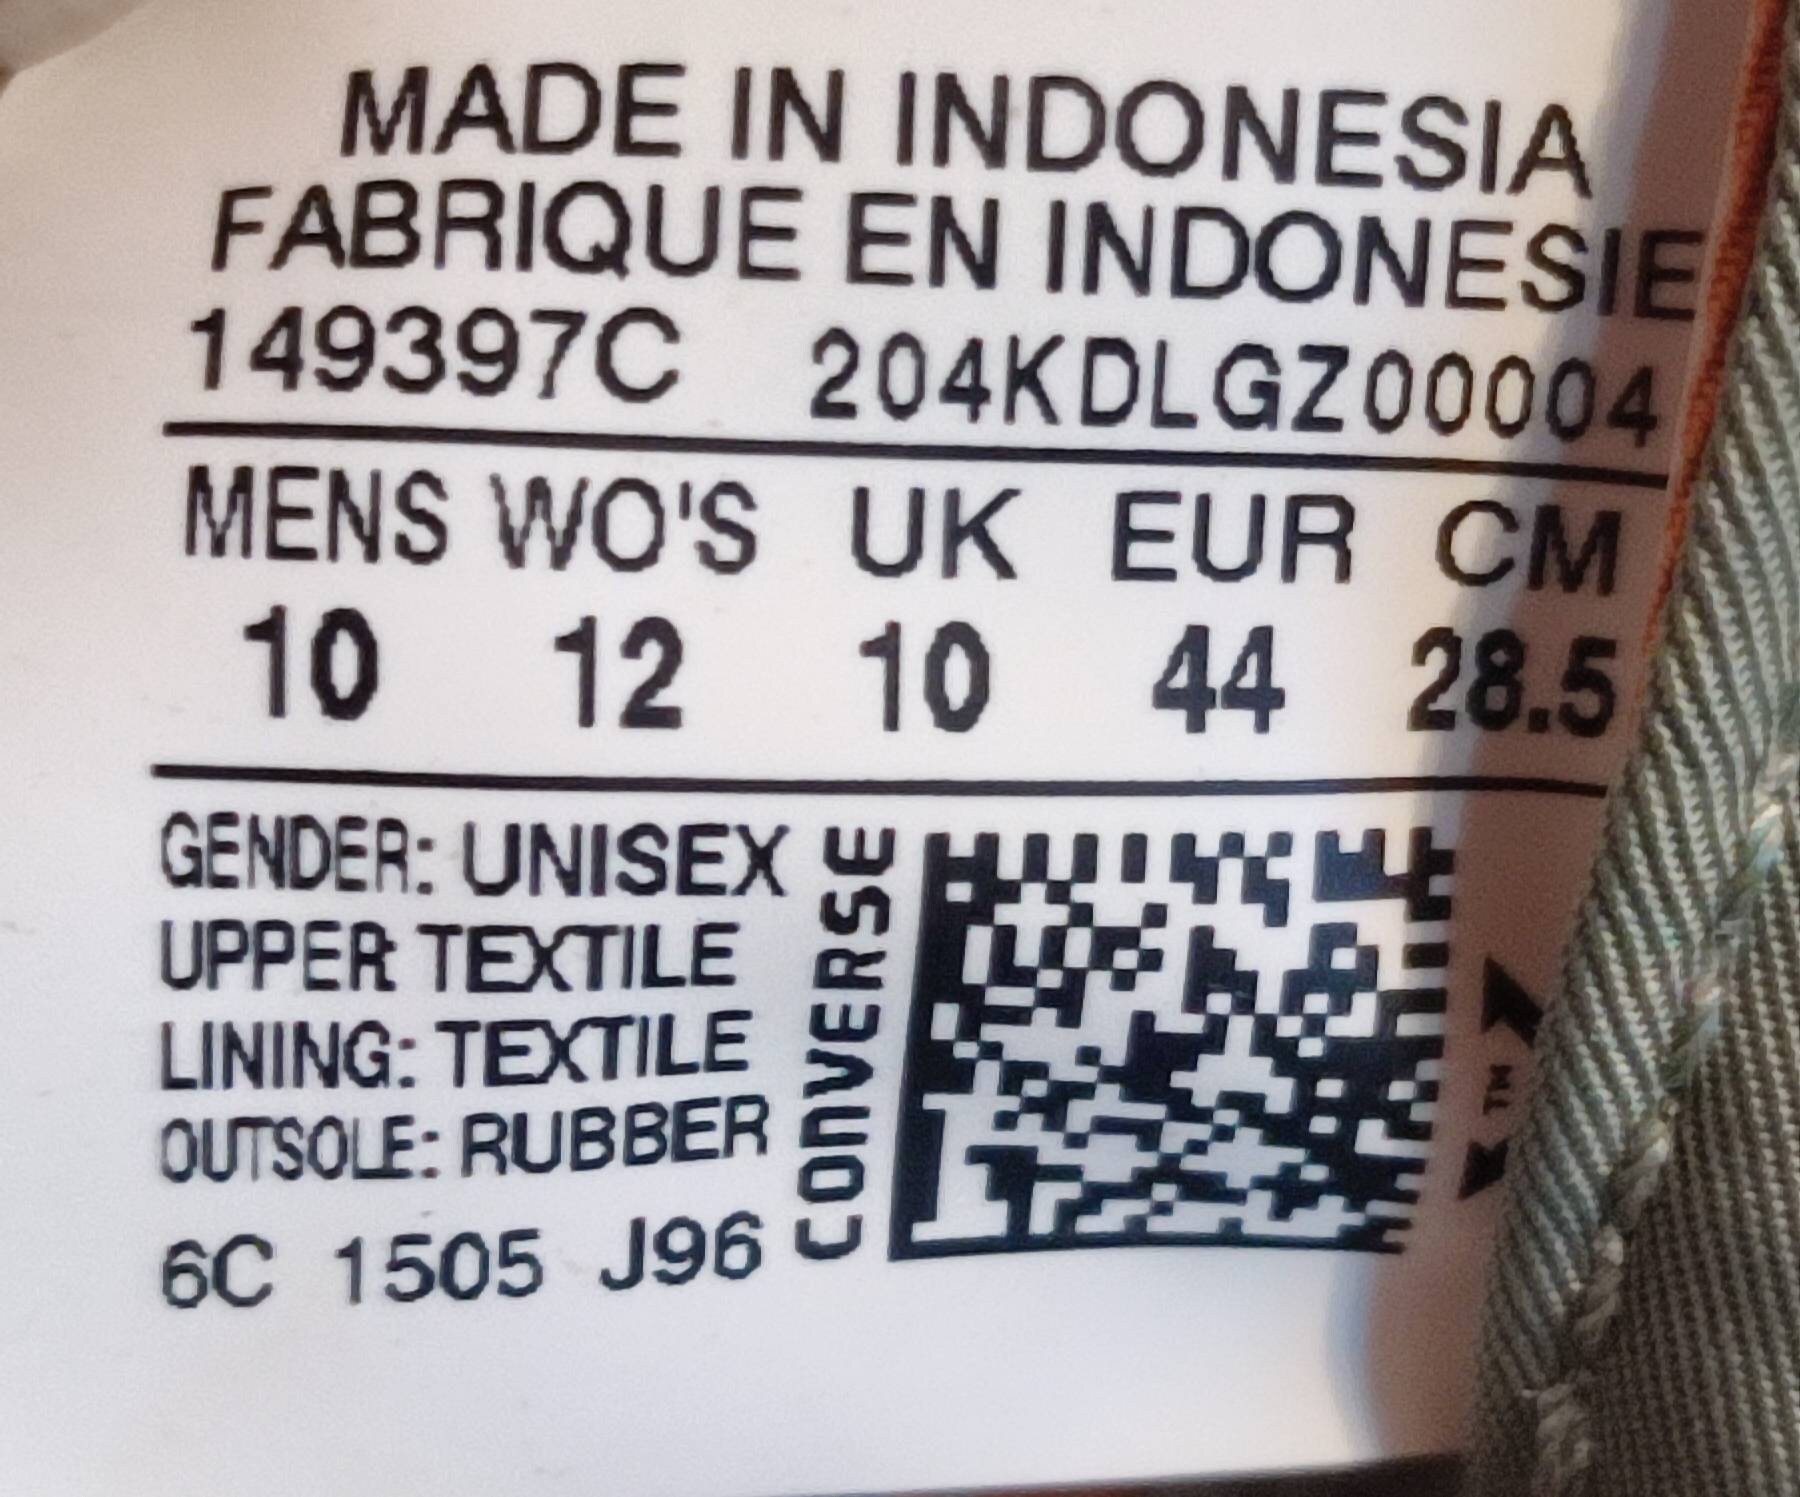 MADE IN INDONESIA
FABRIQUE EN INDONESIE
149397C 204KDLGZ00004
MENS WO'S UK EUR CM
10 12 10 44 28.5
GENDER: UNISEX
UPPER TEXTILE
LINING: TEXTILE
OUTSOLE: RUBBER
6C 1505 J96
CONVERSE
TM